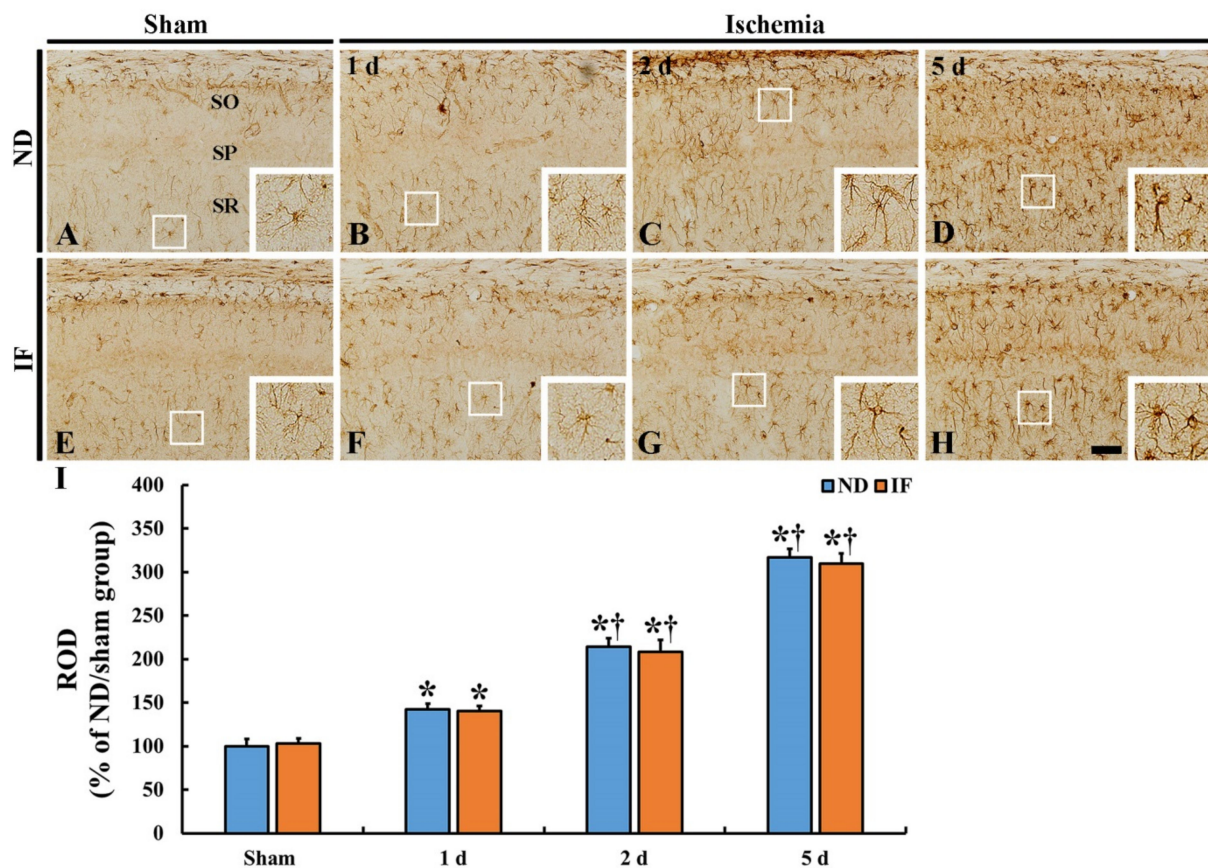 Sham Ischemia
1 d 2 d 5 d
ND
SO
SP
SR
A B C D
IF
E F G H
I
400
350
300
250
200
150
100
50
0
ROD
(% of ND/sham group)
ND IF
* * *† *† *† *†
Sham 1 d 2 d 5 d